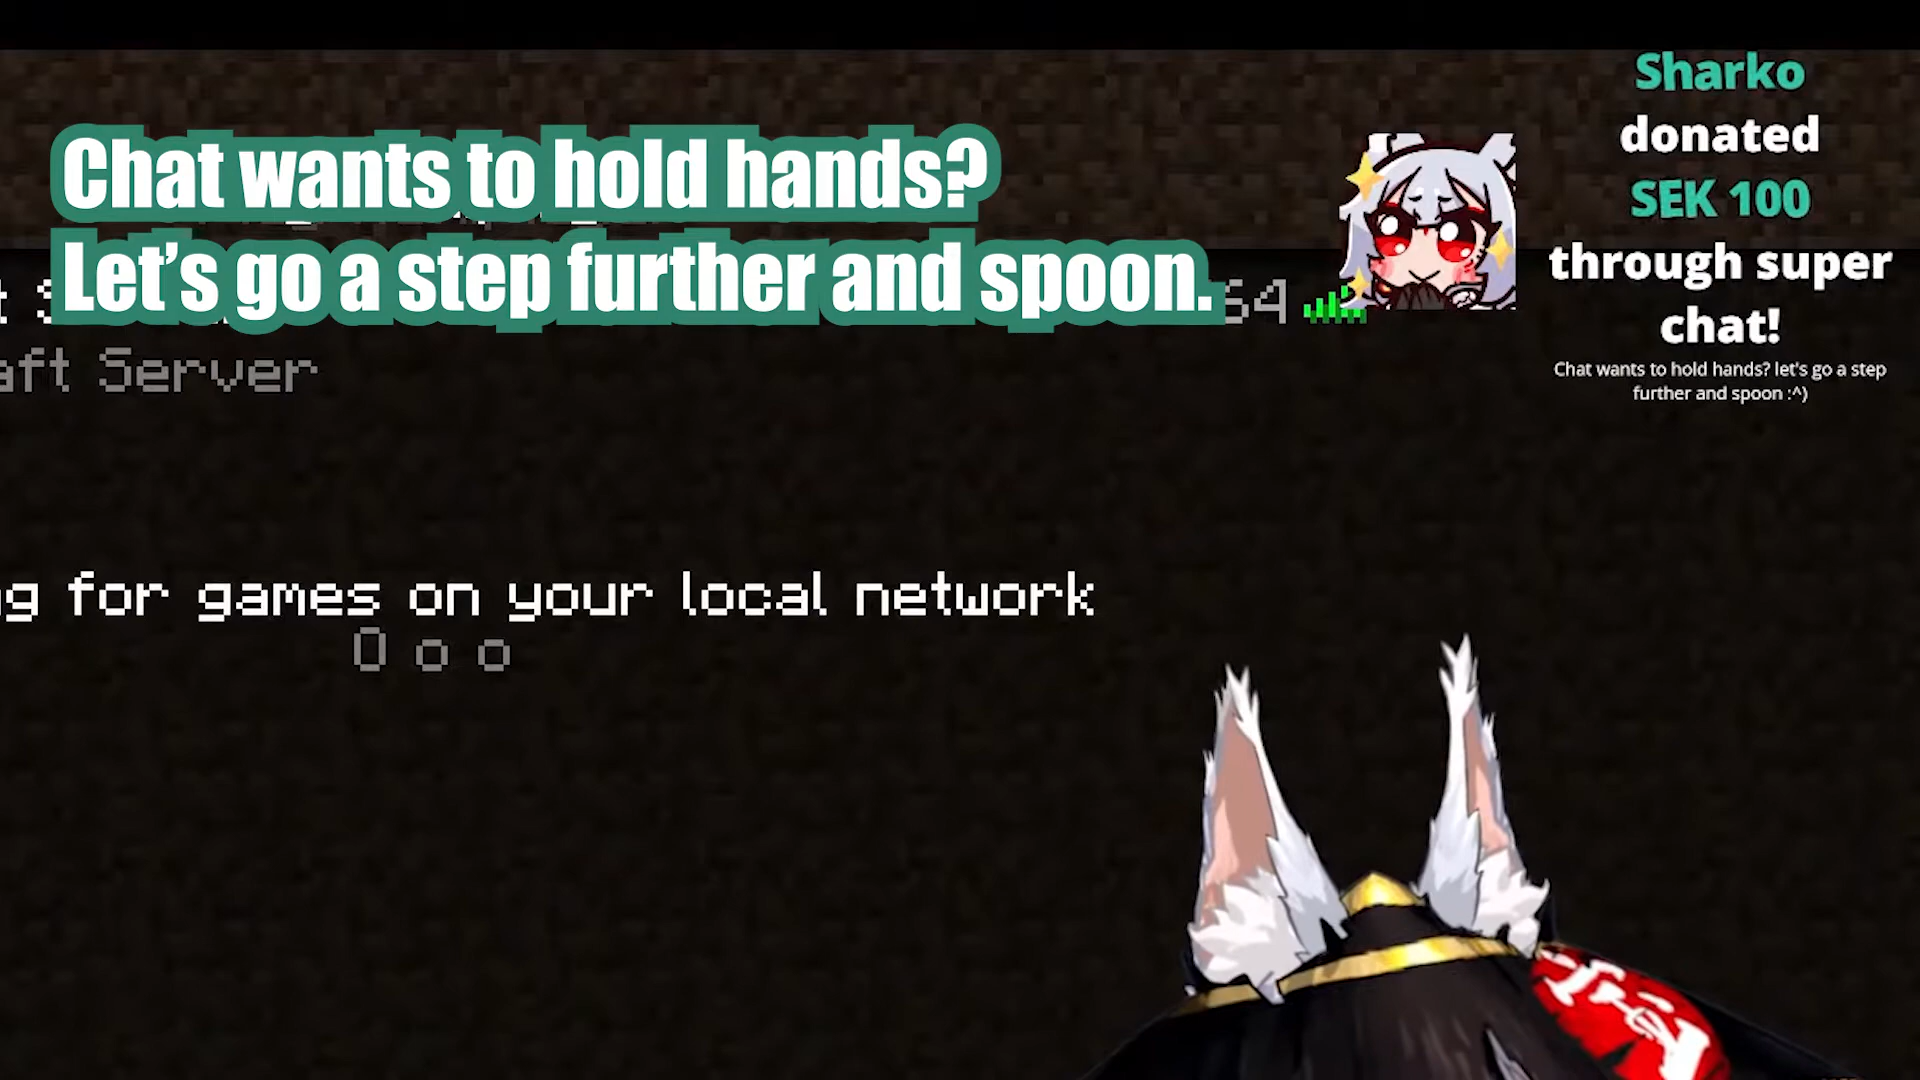 Chat wants to hold hands?
Let's go a step further and spoon.
Sharko
donated
SEK 100
through super
chat!
Chat wants to hold hands? let's go a step
further and spoon :^)
64
aft Server
g for games on your local network
O o o